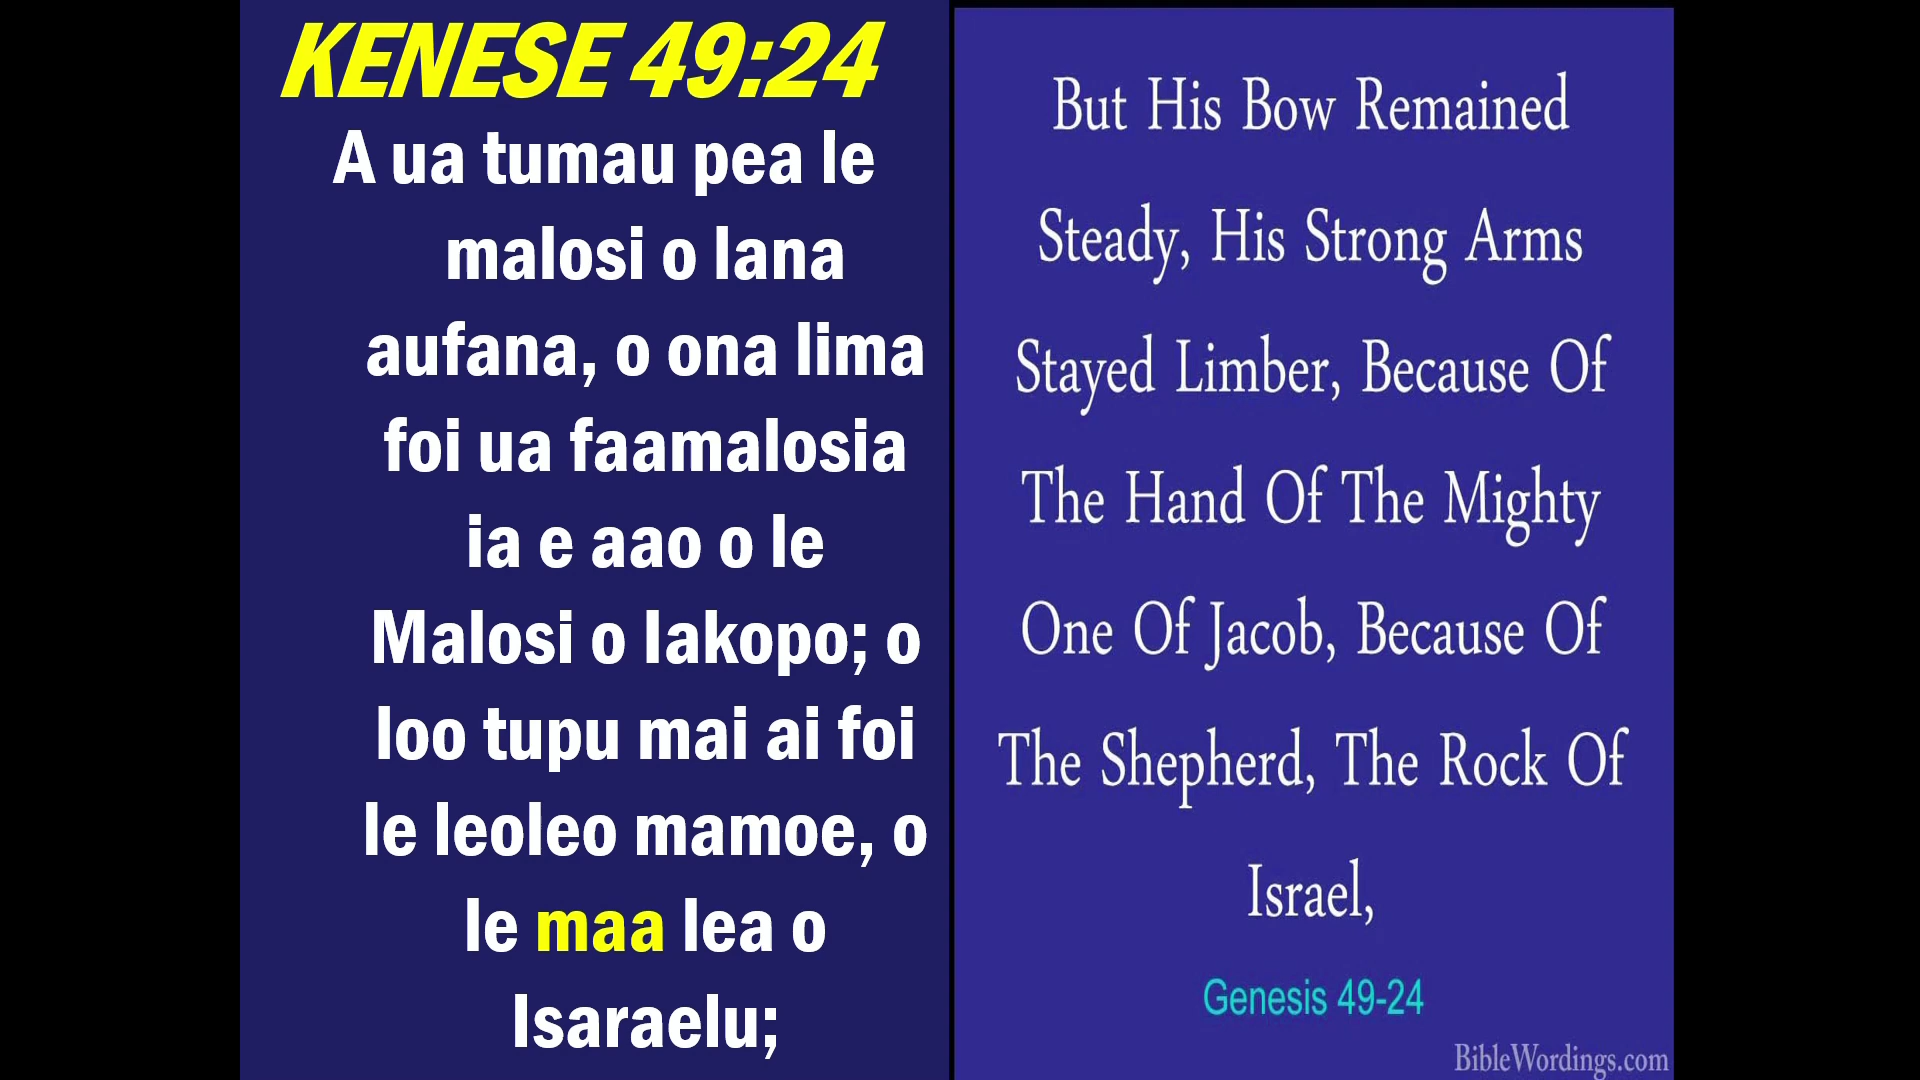 KENESE 49:24
A ua tumau pea le
malosi o lana
aufana, o ona lima
foi ua faamalosia
ia e aao o le
Malosi o Iakopo; o
loo tupu mai ai foi
le leoleo mamoe, o
le maa lea o
Isaraelu;
But His Bow Remained
Steady, His Strong Arms
Stayed Limber, Because Of
The Hand Of The Mighty
One Of Jacob, Because Of
The Shepherd, The Rock Of
Israel,
Genesis 49-24
BibleWordings.com